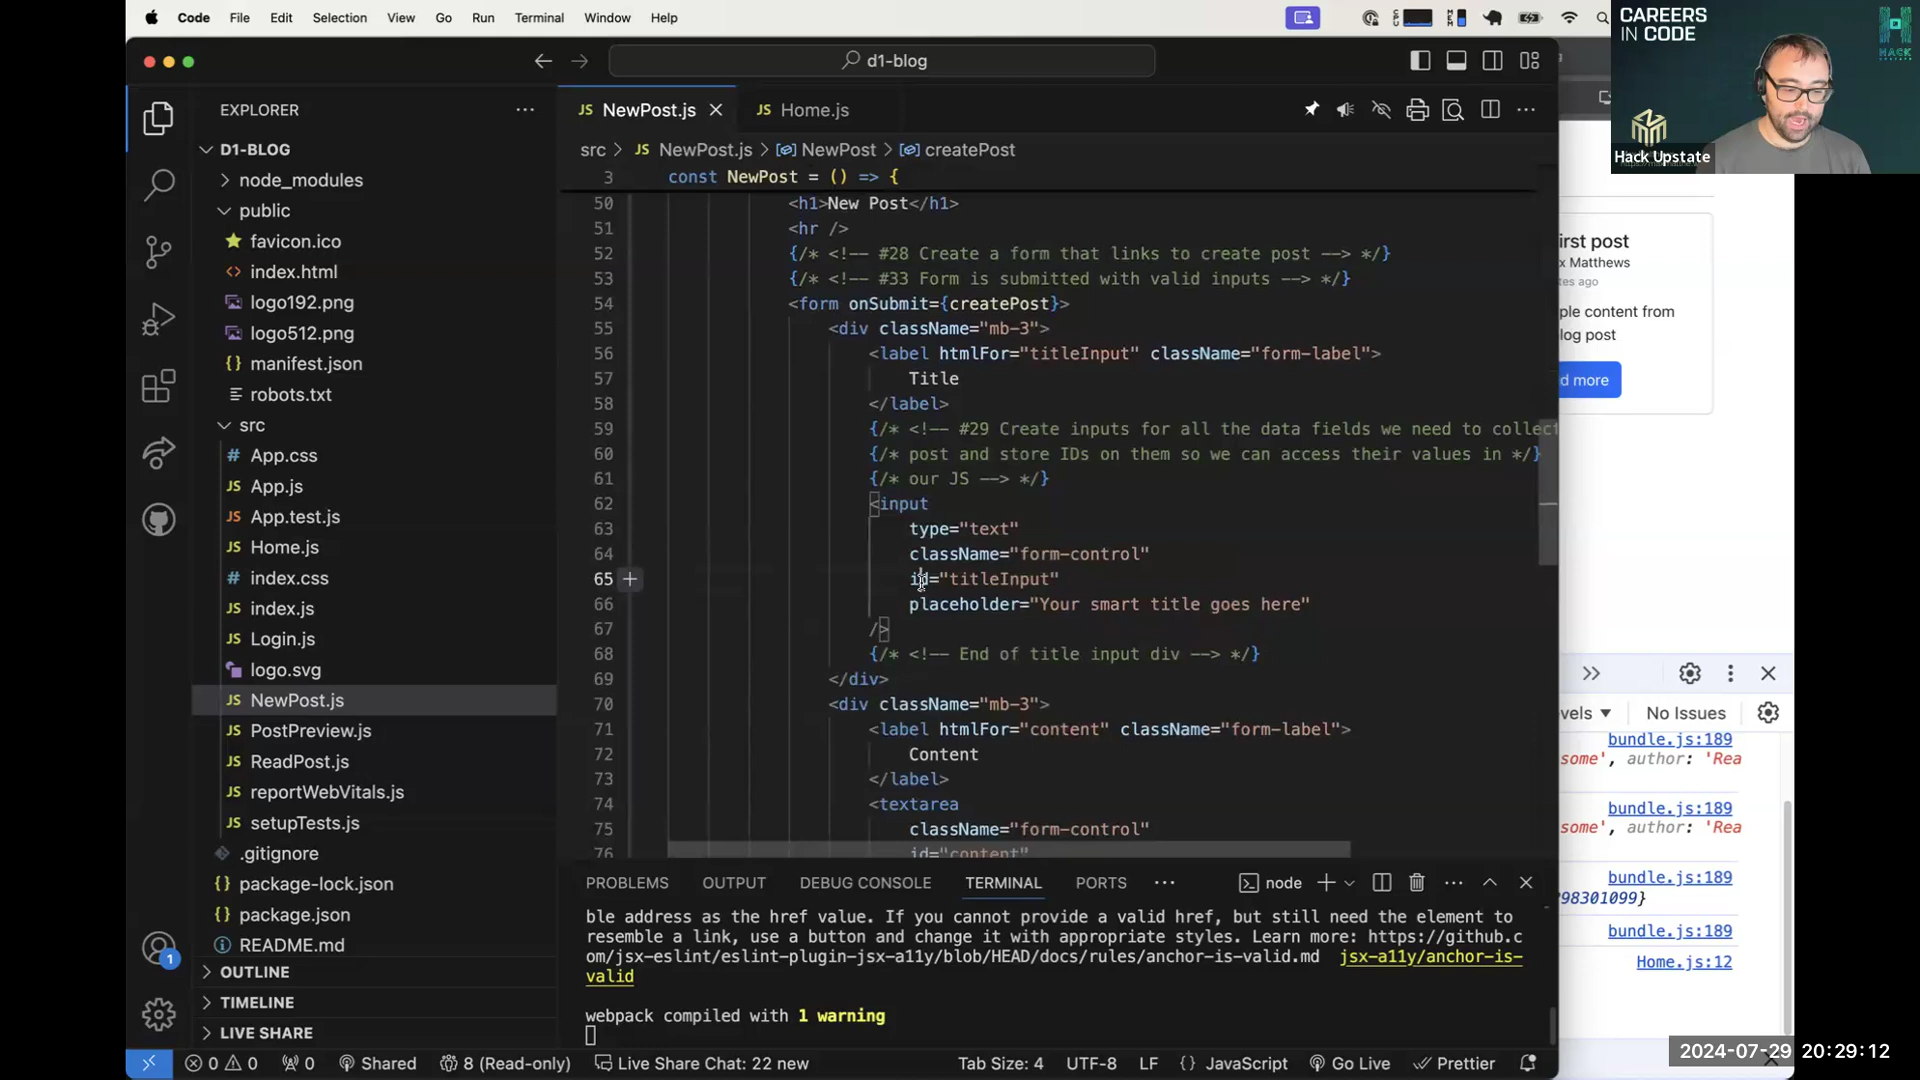 Code File Edit Selection View Go Run Terminal Window Help
CAREERS
IN CODE
HACK
Hack Upstate
d1-blog
EXPLORER
D1-BLOG
node_modules
public
favicon.ico
index.html
logo192.png
logo512.png
manifest.json
robots.txt
src
App.css
App.js
App.test.js
Home.js
index.css
index.js
Login.js
logo.svg
NewPost.js
PostPreview.js
ReadPost.js
reportWebVitals.js
setupTests.js
.gitignore
package-lock.json
package.json
README.md
OUTLINE
TIMELINE
LIVE SHARE
NewPost.js Home.js
src > NewPost.js > NewPost > createPost
3 const NewPost = () => {
50 <h1>New Post</h1>
51 <hr />
52 {/* <!-- #28 Create a form that links to create post --> */}
53 {/* <!-- #33 Form is submitted with valid inputs --> */}
54 <form onSubmit={createPost}>
55 <div className="mb-3">
56 <label htmlFor="titleInput" className="form-label">
57 Title
58 </label>
59 {/* <!-- #29 Create inputs for all the data fields we need to collect
60 {/* post and store IDs on them so we can access their values in */}
61 {/* our JS --> */}
62 <input
63 type="text"
64 className="form-control"
65 id="titleInput"
66 placeholder="Your smart title goes here"
67 />
68 {/* <!-- End of title input div --> */}
69 </div>
70 <div className="mb-3">
71 <label htmlFor="content" className="form-label">
72 Content
73 </label>
74 <textarea
75 className="form-control"
76 id="content"
PROBLEMS OUTPUT DEBUG CONSOLE TERMINAL PORTS node
ble address as the href value. If you cannot provide a valid href, but still need the element to
resemble a link, use a button and change it with appropriate styles. Learn more: https://github.c
om/jsx-eslint/eslint-plugin-jsx-a11y/blob/HEAD/docs/rules/anchor-is-valid.md jsx-a11y/anchor-is-
valid
webpack compiled with 1 warning
0 0 0 Shared 8 (Read-only) Live Share Chat: 22 new Tab Size: 4 UTF-8 LF {} JavaScript Go Live Prettier
1
irst post
x Matthews
tes ago
ple content from
log post
d more
evels No Issues
bundle.js:189
some', author: 'Rea
bundle.js:189
some', author: 'Rea
bundle.js:189
98301099}
bundle.js:189
Home.js:12
2024-07-29 20:29:12